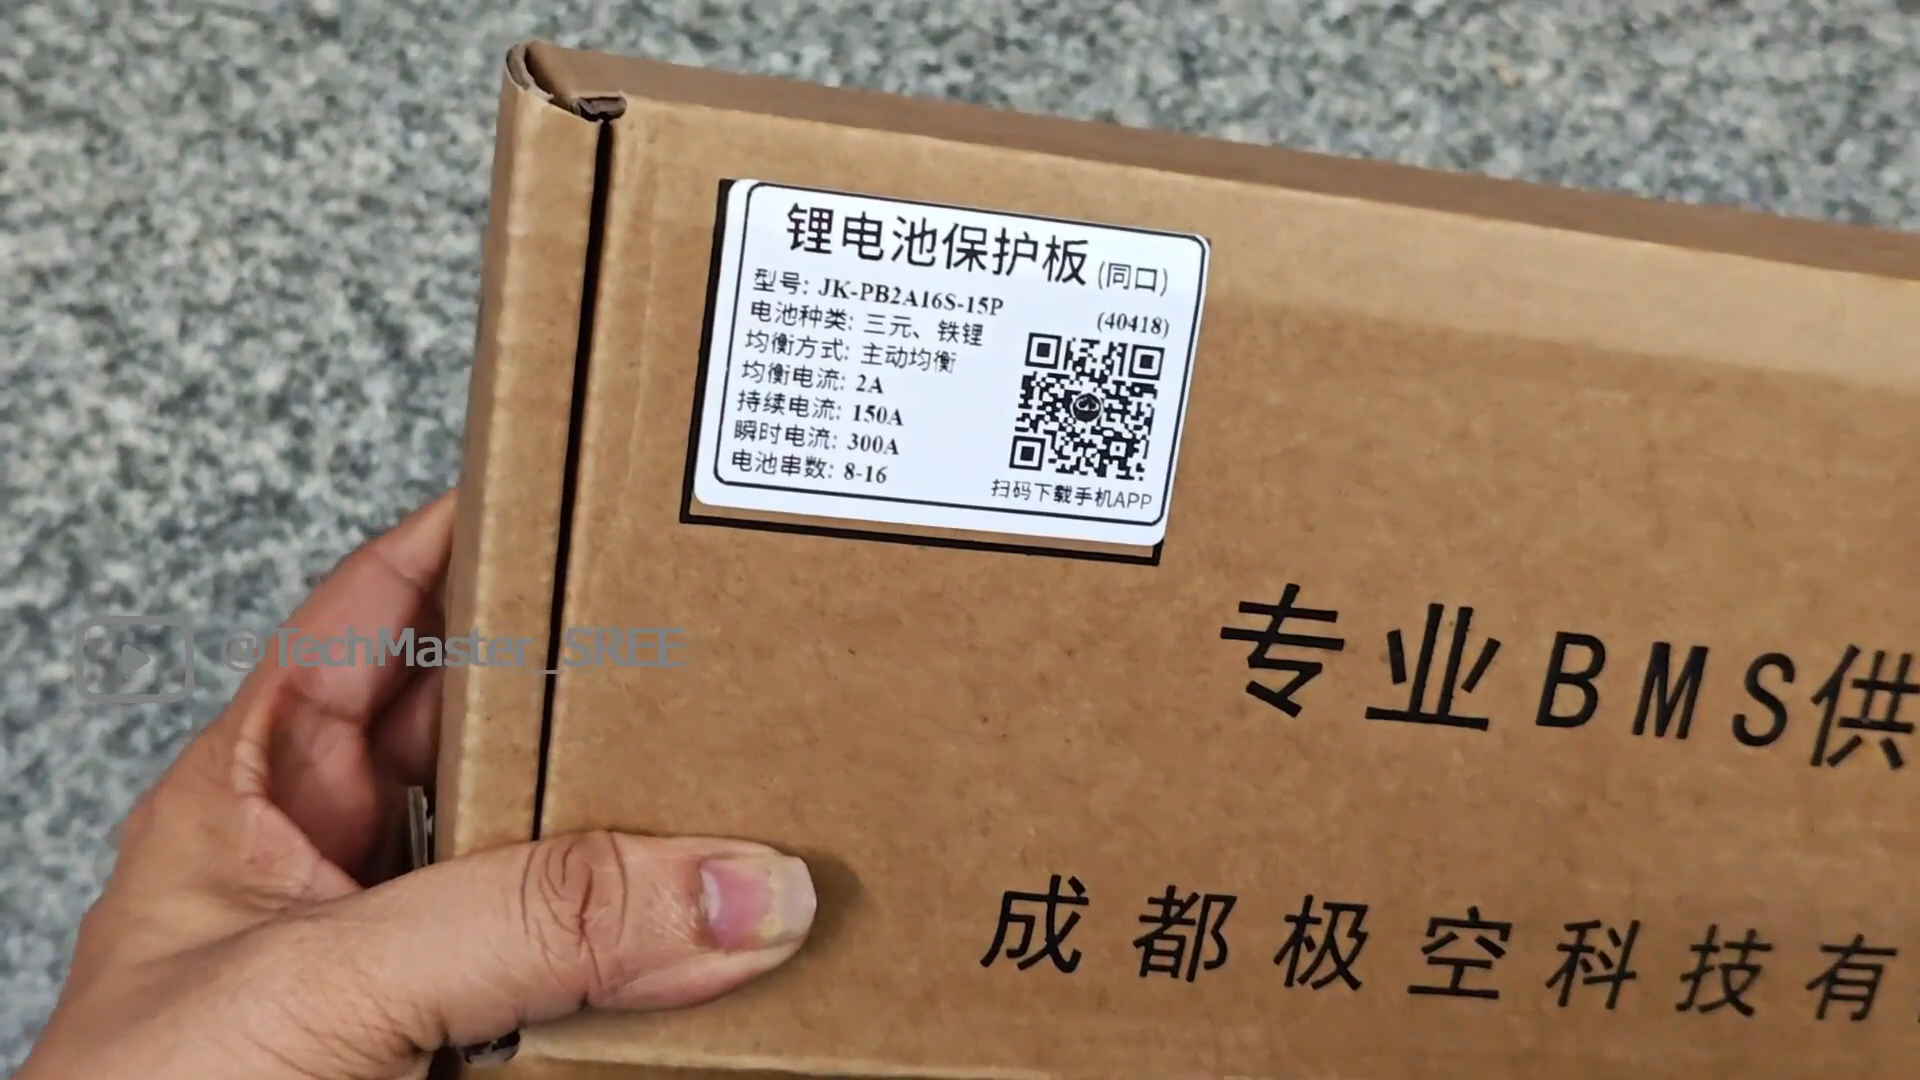 锂电池保护板 (同口)
型号: JK-PB2A16S-15P
(40418)
电池种类: 三元、铁锂
均衡方式: 主动均衡
均衡电流: 2A
持续电流: 150A
瞬时电流: 300A
电池串数: 8-16
扫码下载手机APP
@TechMaster_SREE
专业BMS供
成都极空科技有